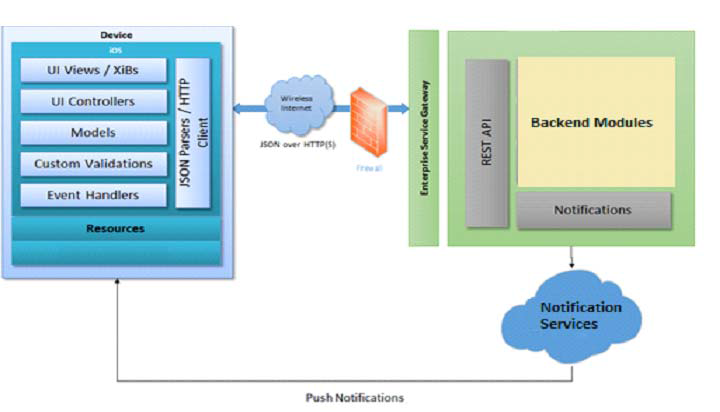 Device
iOS
UI Views / XiBs
UI Controllers
Models
Custom Validations
Event Handlers
JSON Parsers / HTTP
Client
Resources
Wireless
Internet
JSON over HTTP(S)
Firewall
Enterprise Service Gateway
REST API
Backend Modules
Notifications
Notification
Services
Push Notifications